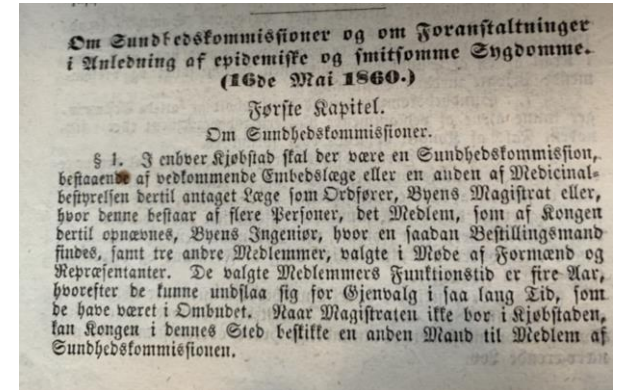 Om Sundhedskommissioner og om Foranstaltninger
i Anledning af epidemiske og smitsomme Sygdomme.
(16de Mai 1860.)
Første Kapitel.
Om Sundhedskommissioner.
§ 1. I enhver Kjøbstad skal der være en Sundhedskommission,
bestaaende af vedkommende Embedslæge eller en anden af Medicinal-
bestyrelsen dertil antaget Læge som Ordfører, Byens Magistrat eller,
hvor denne bestaar af flere Personer, det Medlem, som af Kongen
dertil opnævnes, Byens Ingeniør, hvor en saadan Bestillingsmand
findes, samt tre andre Medlemmer, valgte i Møde af Formænd og
Repræsentanter. De valgte Medlemmers Funktionstid er fire Aar,
hvorefter de kunne undslaa sig for Gjenvalg i saa lang Tid, som
de have været i Ombudet. Naar Magistraten ikke bor i Kjøbstaden,
kan Kongen i dennes Sted beskikke en anden Mand til Medlem af
Sundhedskommissionen.